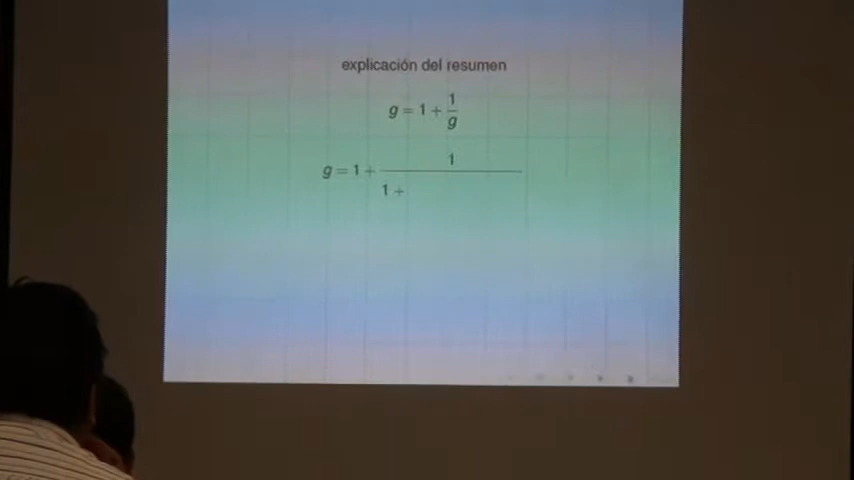 explicación del resumen
g = 1 + 1/g
g = 1 + 1/(1 +